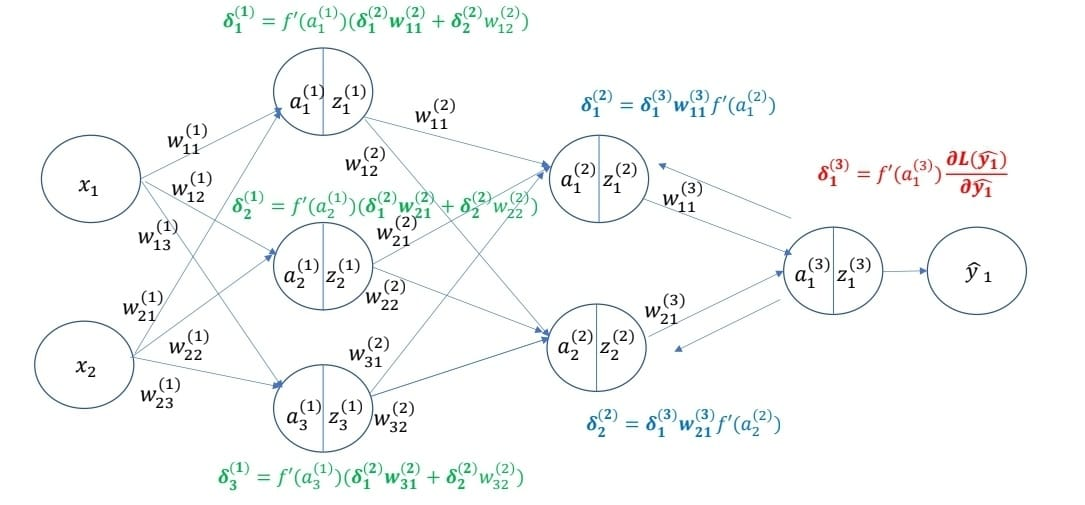 δ₁⁽¹⁾ = f′(a₁⁽¹⁾)(δ₁⁽²⁾w₁₁⁽²⁾ + δ₂⁽²⁾w₁₂⁽²⁾)
a₁⁽¹⁾ z₁⁽¹⁾
w₁₁⁽²⁾
δ₁⁽²⁾ = δ₁⁽³⁾w₁₁⁽³⁾f′(a₁⁽²⁾)
w₁₁⁽¹⁾
w₁₂⁽²⁾
x₁
w₁₂⁽¹⁾
a₁⁽²⁾ z₁⁽²⁾
w₁₁⁽³⁾
δ₁⁽³⁾ = f′(a₁⁽³⁾) ∂L(ŷ₁)/∂ŷ₁
δ₂⁽¹⁾ = f′(a₂⁽¹⁾)(δ₁⁽²⁾w₂₁⁽²⁾ + δ₂⁽²⁾w₂₂⁽²⁾)
w₁₃⁽¹⁾
w₂₁⁽²⁾
a₂⁽¹⁾ z₂⁽¹⁾
w₂₂⁽²⁾
a₁⁽³⁾ z₁⁽³⁾
ŷ₁
w₂₁⁽¹⁾
w₂₁⁽³⁾
w₂₂⁽¹⁾
w₃₁⁽²⁾
a₂⁽²⁾ z₂⁽²⁾
x₂
w₂₃⁽¹⁾
a₃⁽¹⁾ z₃⁽¹⁾
w₃₂⁽²⁾
δ₂⁽²⁾ = δ₁⁽³⁾w₂₁⁽³⁾f′(a₂⁽²⁾)
δ₃⁽¹⁾ = f′(a₃⁽¹⁾)(δ₁⁽²⁾w₃₁⁽²⁾ + δ₂⁽²⁾w₃₂⁽²⁾)